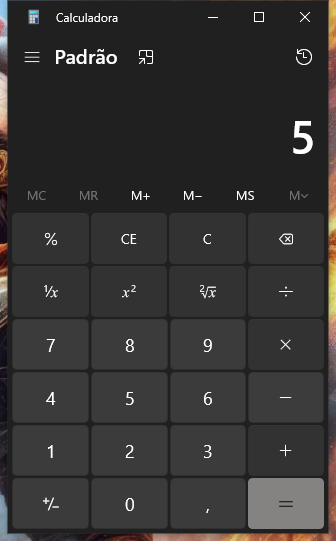 Calculadora
Padrão
5
MC MR M+ M− MS M
% CE C
¹/x x² ²√x ÷
7 8 9 ×
4 5 6 −
1 2 3 +
+/− 0 , =